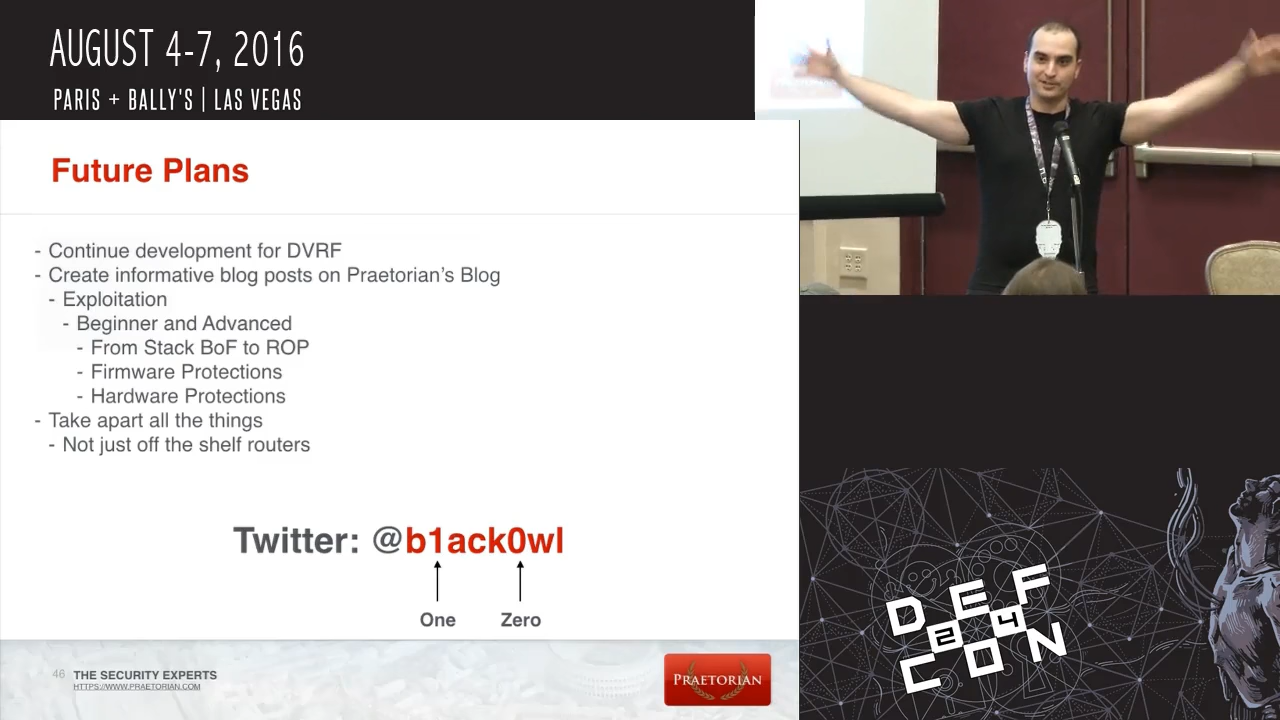 AUGUST 4-7, 2016
PARIS + BALLY'S | LAS VEGAS
Future Plans
- Continue development for DVRF
- Create informative blog posts on Praetorian's Blog
- Exploitation
- Beginner and Advanced
- From Stack BoF to ROP
- Firmware Protections
- Hardware Protections
- Take apart all the things
- Not just off the shelf routers
Twitter: @b1ack0wl
One Zero
46 THE SECURITY EXPERTS
HTTPS://WWW.PRAETORIAN.COM
PRAETORIAN
DEF
24
CON